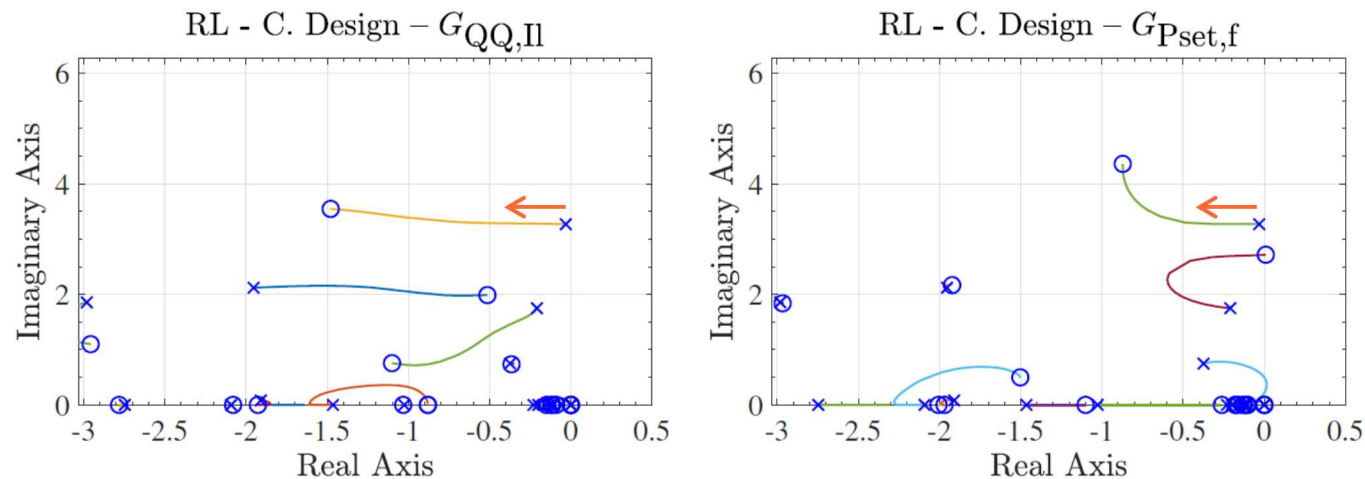 RL - C. Design – G_QQ,Il
6
4
2
0
-3 -2.5 -2 -1.5 -1 -0.5 0 0.5
Imaginary Axis
Real Axis
RL - C. Design – G_Pset,f
6
4
2
0
-3 -2.5 -2 -1.5 -1 -0.5 0 0.5
Imaginary Axis
Real Axis